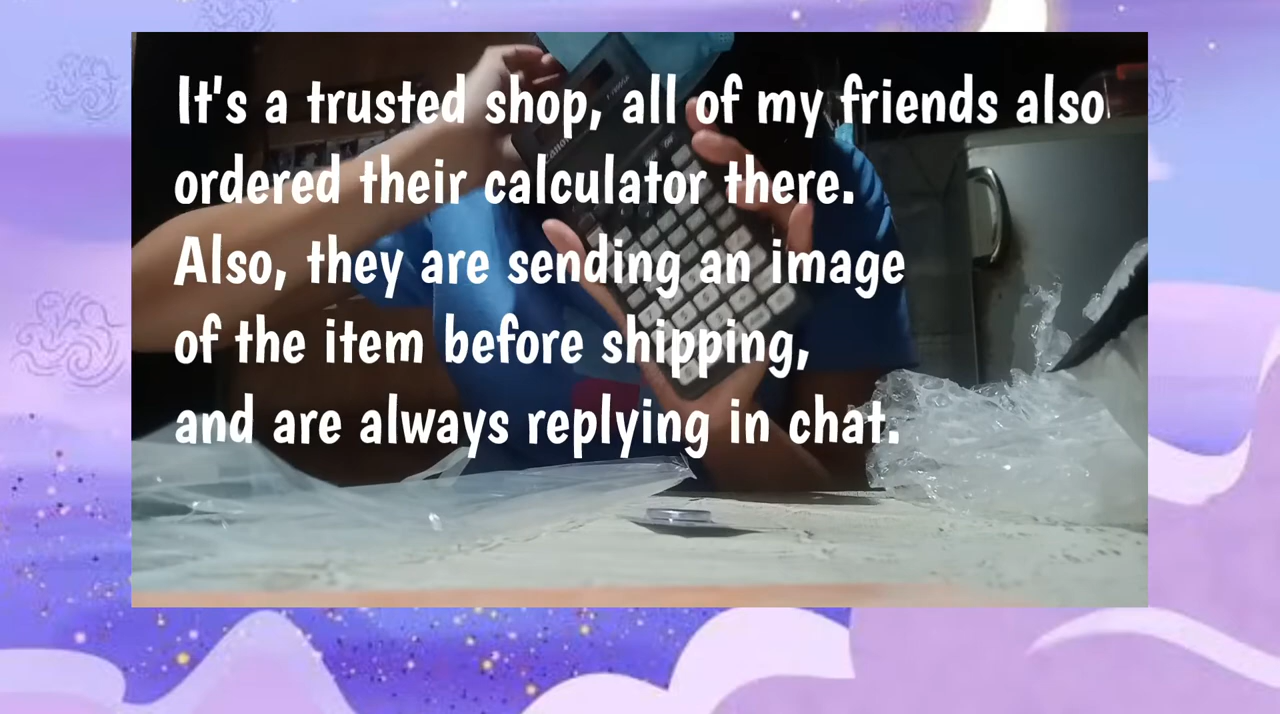 It's a trusted shop, all of my friends also
ordered their calculator there.
Also, they are sending an image
of the item before shipping,
and are always replying in chat.
Canon